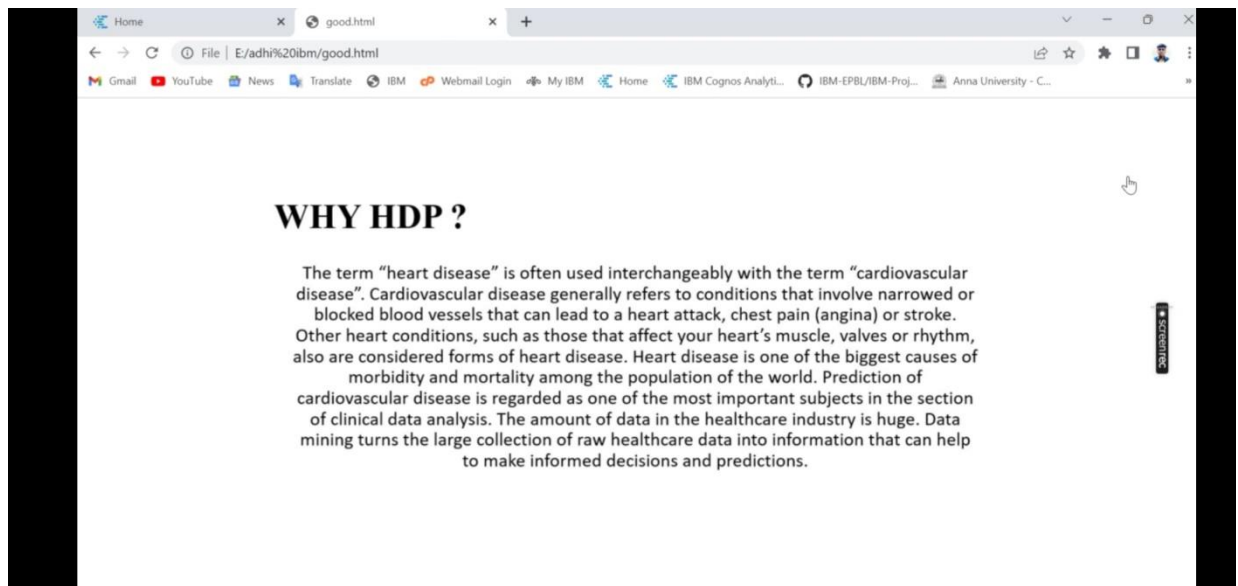 Home
good.html
File | E:/adhi%20ibm/good.html
Gmail YouTube News Translate IBM Webmail Login My IBM Home IBM Cognos Analyti... IBM-EPBL/IBM-Proj... Anna University - C...
WHY HDP ?
The term “heart disease” is often used interchangeably with the term “cardiovascular
disease”. Cardiovascular disease generally refers to conditions that involve narrowed or
blocked blood vessels that can lead to a heart attack, chest pain (angina) or stroke.
Other heart conditions, such as those that affect your heart’s muscle, valves or rhythm,
also are considered forms of heart disease. Heart disease is one of the biggest causes of
morbidity and mortality among the population of the world. Prediction of
cardiovascular disease is regarded as one of the most important subjects in the section
of clinical data analysis. The amount of data in the healthcare industry is huge. Data
mining turns the large collection of raw healthcare data into information that can help
to make informed decisions and predictions.
screenrec